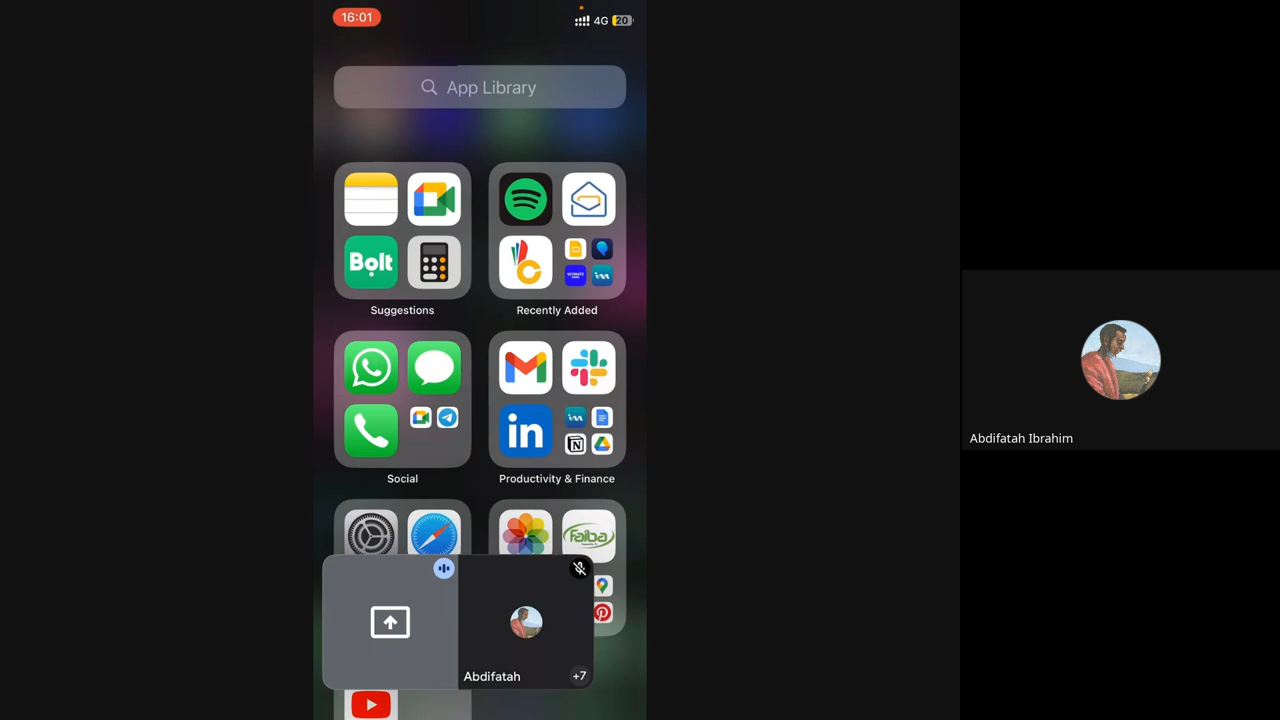 16:01
4G 20
App Library
Bolt
Suggestions
Recently Added
in
Social
Productivity & Finance
Faiba
Abdifatah
+7
Abdifatah Ibrahim